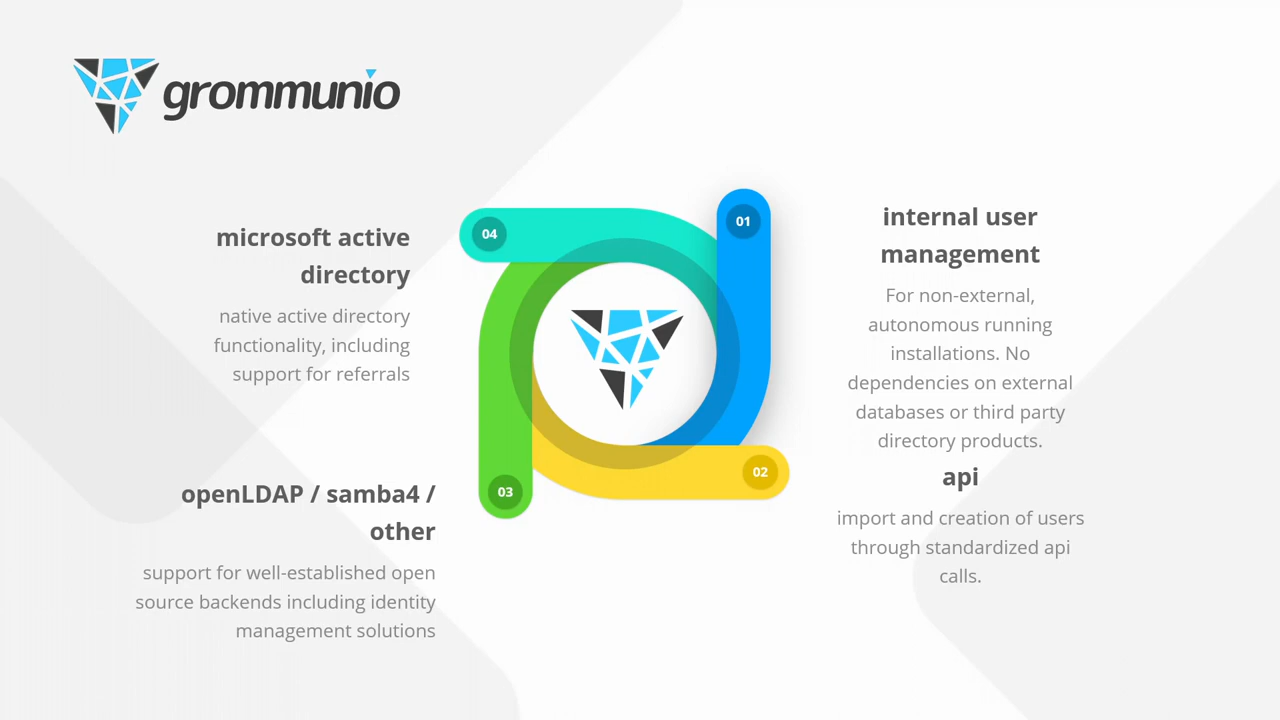 grommunio
microsoft active
directory
native active directory
functionality, including
support for referrals
openLDAP / samba4 /
other
support for well-established open
source backends including identity
management solutions
04
01
03
02
internal user
management
For non-external,
autonomous running
installations. No
dependencies on external
databases or third party
directory products.
api
import and creation of users
through standardized api
calls.